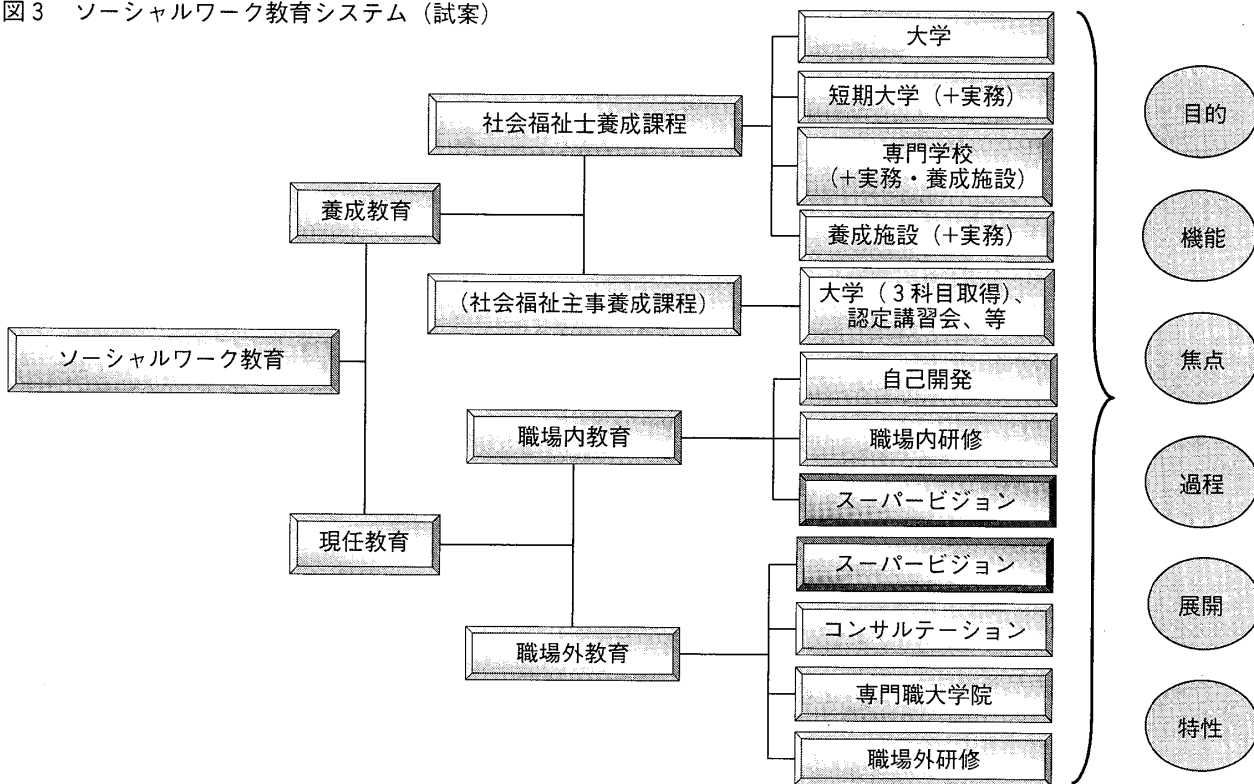 図3 ソーシャルワーク教育システム（試案）
大学
短期大学（+実務）
社会福祉士養成課程
専門学校
（+実務・養成施設）
養成教育
養成施設（+実務）
（社会福祉主事養成課程）
大学（3科目取得）、
認定講習会、等
ソーシャルワーク教育
自己開発
職場内教育
職場内研修
スーパービジョン
現任教育
スーパービジョン
コンサルテーション
職場外教育
専門職大学院
職場外研修
目的
機能
焦点
過程
展開
特性